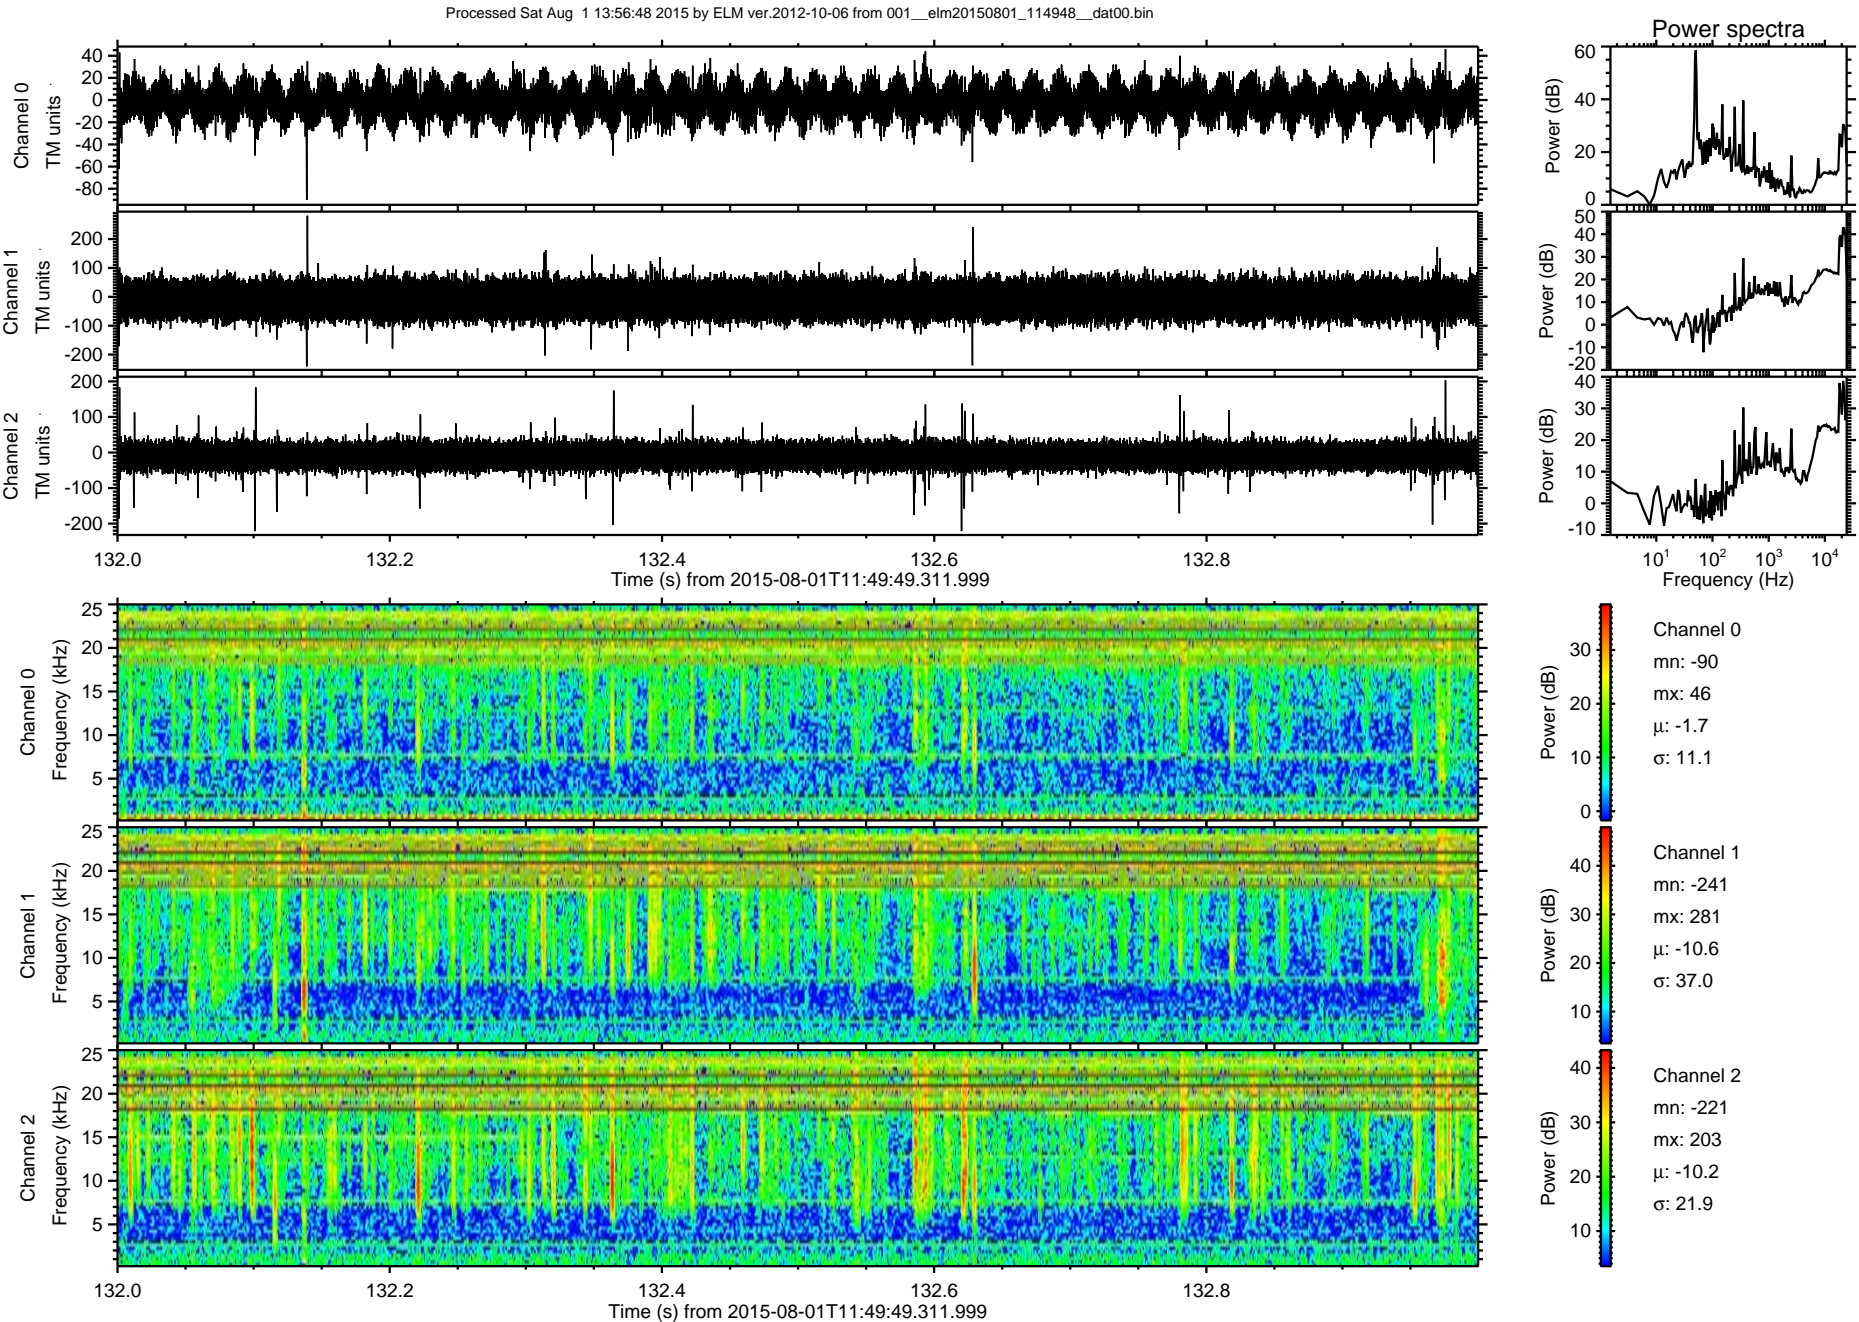 Processed Sat Aug 1 13:56:48 2015 by ELM ver.2012-10-06 from 001__elm20150801_114948__dat00.bin
Power spectra
Channel 0
TM units
40
20
0
-20
-40
-60
-80
Power (dB)
60
40
20
0
Channel 1
TM units
200
100
0
-100
-200
Power (dB)
50
40
30
20
10
0
-10
-20
Channel 2
TM units
200
100
0
-100
-200
Power (dB)
40
30
20
10
0
-10
132.0 132.2 132.4 132.6 132.8
Time (s) from 2015-08-01T11:49:49.311.999
10^1 10^2 10^3 10^4
Frequency (Hz)
Channel 0
Frequency (kHz)
25
20
15
10
5
Power (dB)
30
20
10
0
Channel 0
mn: -90
mx: 46
μ: -1.7
σ: 11.1
Channel 1
Frequency (kHz)
25
20
15
10
5
Power (dB)
40
30
20
10
Channel 1
mn: -241
mx: 281
μ: -10.6
σ: 37.0
Channel 2
Frequency (kHz)
25
20
15
10
5
Power (dB)
40
30
20
10
Channel 2
mn: -221
mx: 203
μ: -10.2
σ: 21.9
132.0 132.2 132.4 132.6 132.8
Time (s) from 2015-08-01T11:49:49.311.999